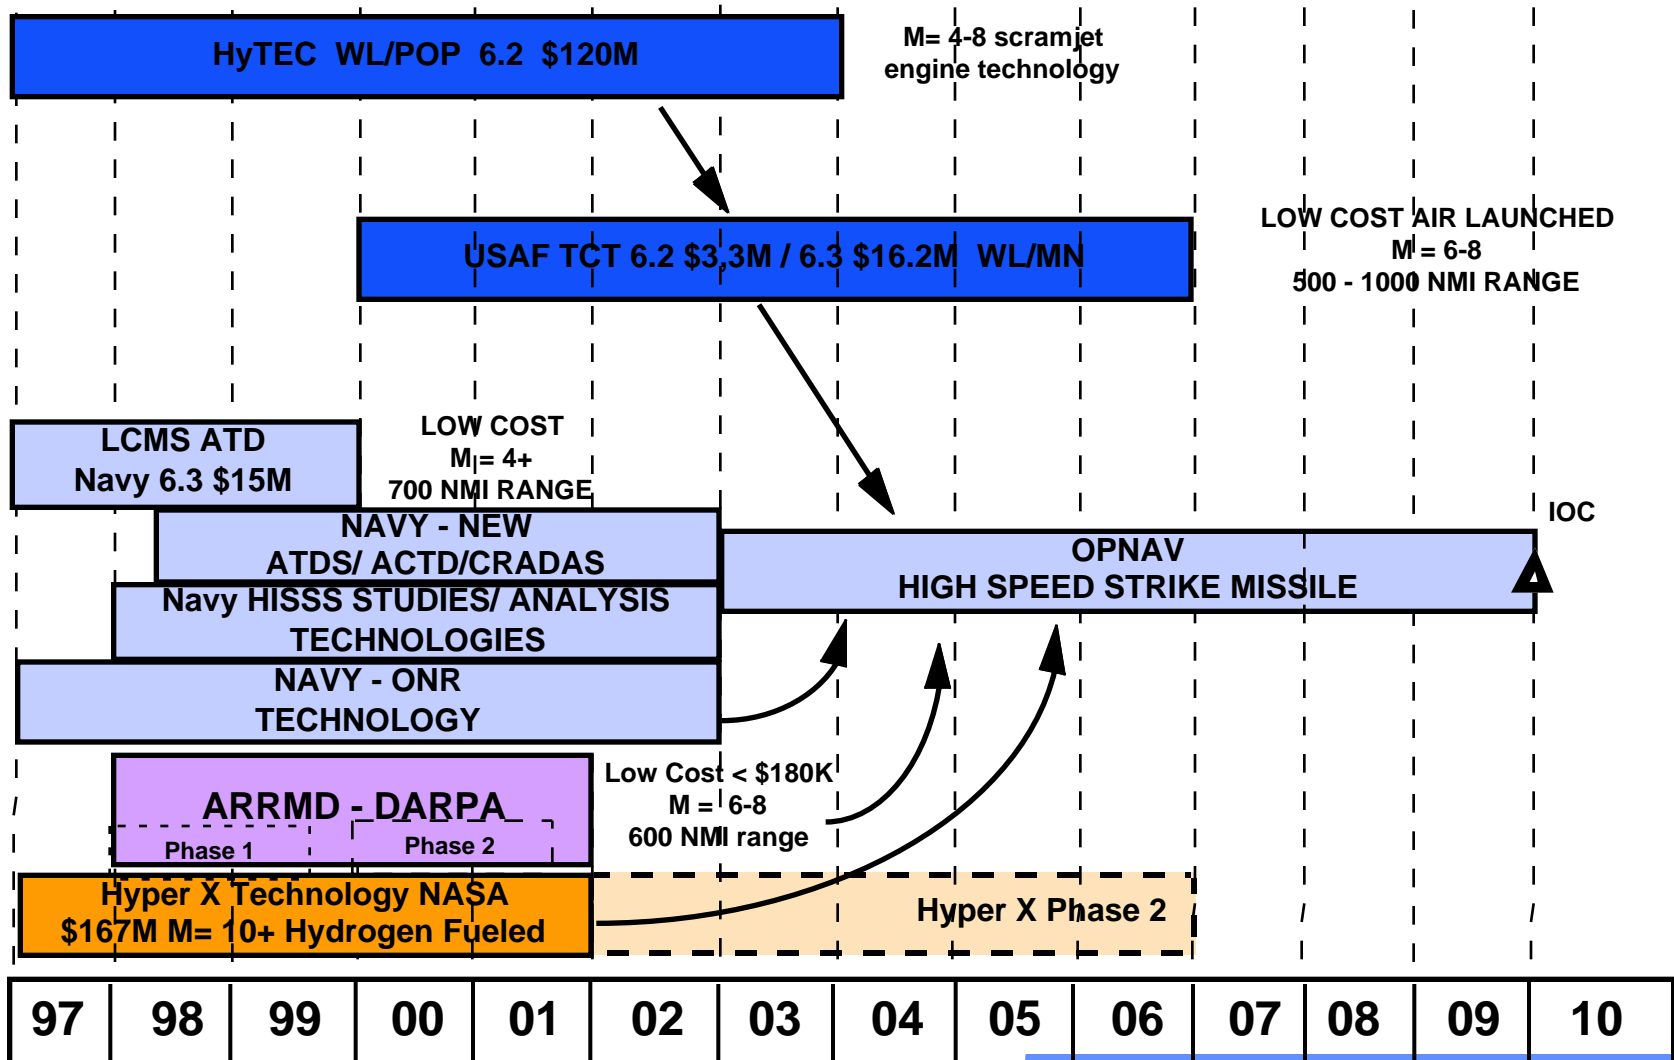 HyTEC WL/POP 6.2 $120M
M= 4-8 scramjet
engine technology
USAF TCT 6.2 $3,3M / 6.3 $16.2M WL/MN
LOW COST AIR LAUNCHED
M = 6-8
500 - 1000 NMI RANGE
LCMS ATD
Navy 6.3 $15M
LOW COST
M = 4+
700 NMI RANGE
NAVY - NEW
ATDS/ ACTD/CRADAS
Navy HISSS STUDIES/ ANALYSIS
TECHNOLOGIES
NAVY - ONR
TECHNOLOGY
OPNAV
HIGH SPEED STRIKE MISSILE
IOC
ARRMD - DARPA
Phase 1
Phase 2
Low Cost < $180K
M = 6-8
600 NMI range
Hyper X Technology NASA
$167M M= 10+ Hydrogen Fueled
Hyper X Phase 2
97 98 99 00 01 02 03 04 05 06 07 08 09 10